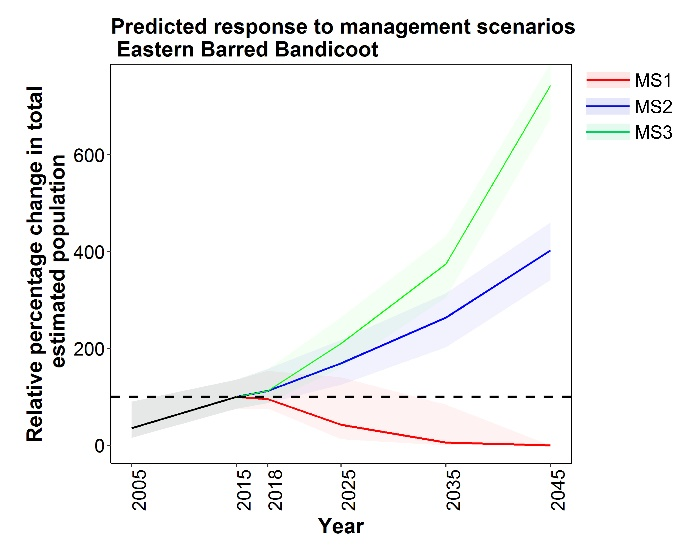 Predicted response to management scenarios
Eastern Barred Bandicoot
MS1
MS2
MS3
Relative percentage change in total
estimated population
600
400
200
0
2005
2015
2018
2025
2035
2045
Year